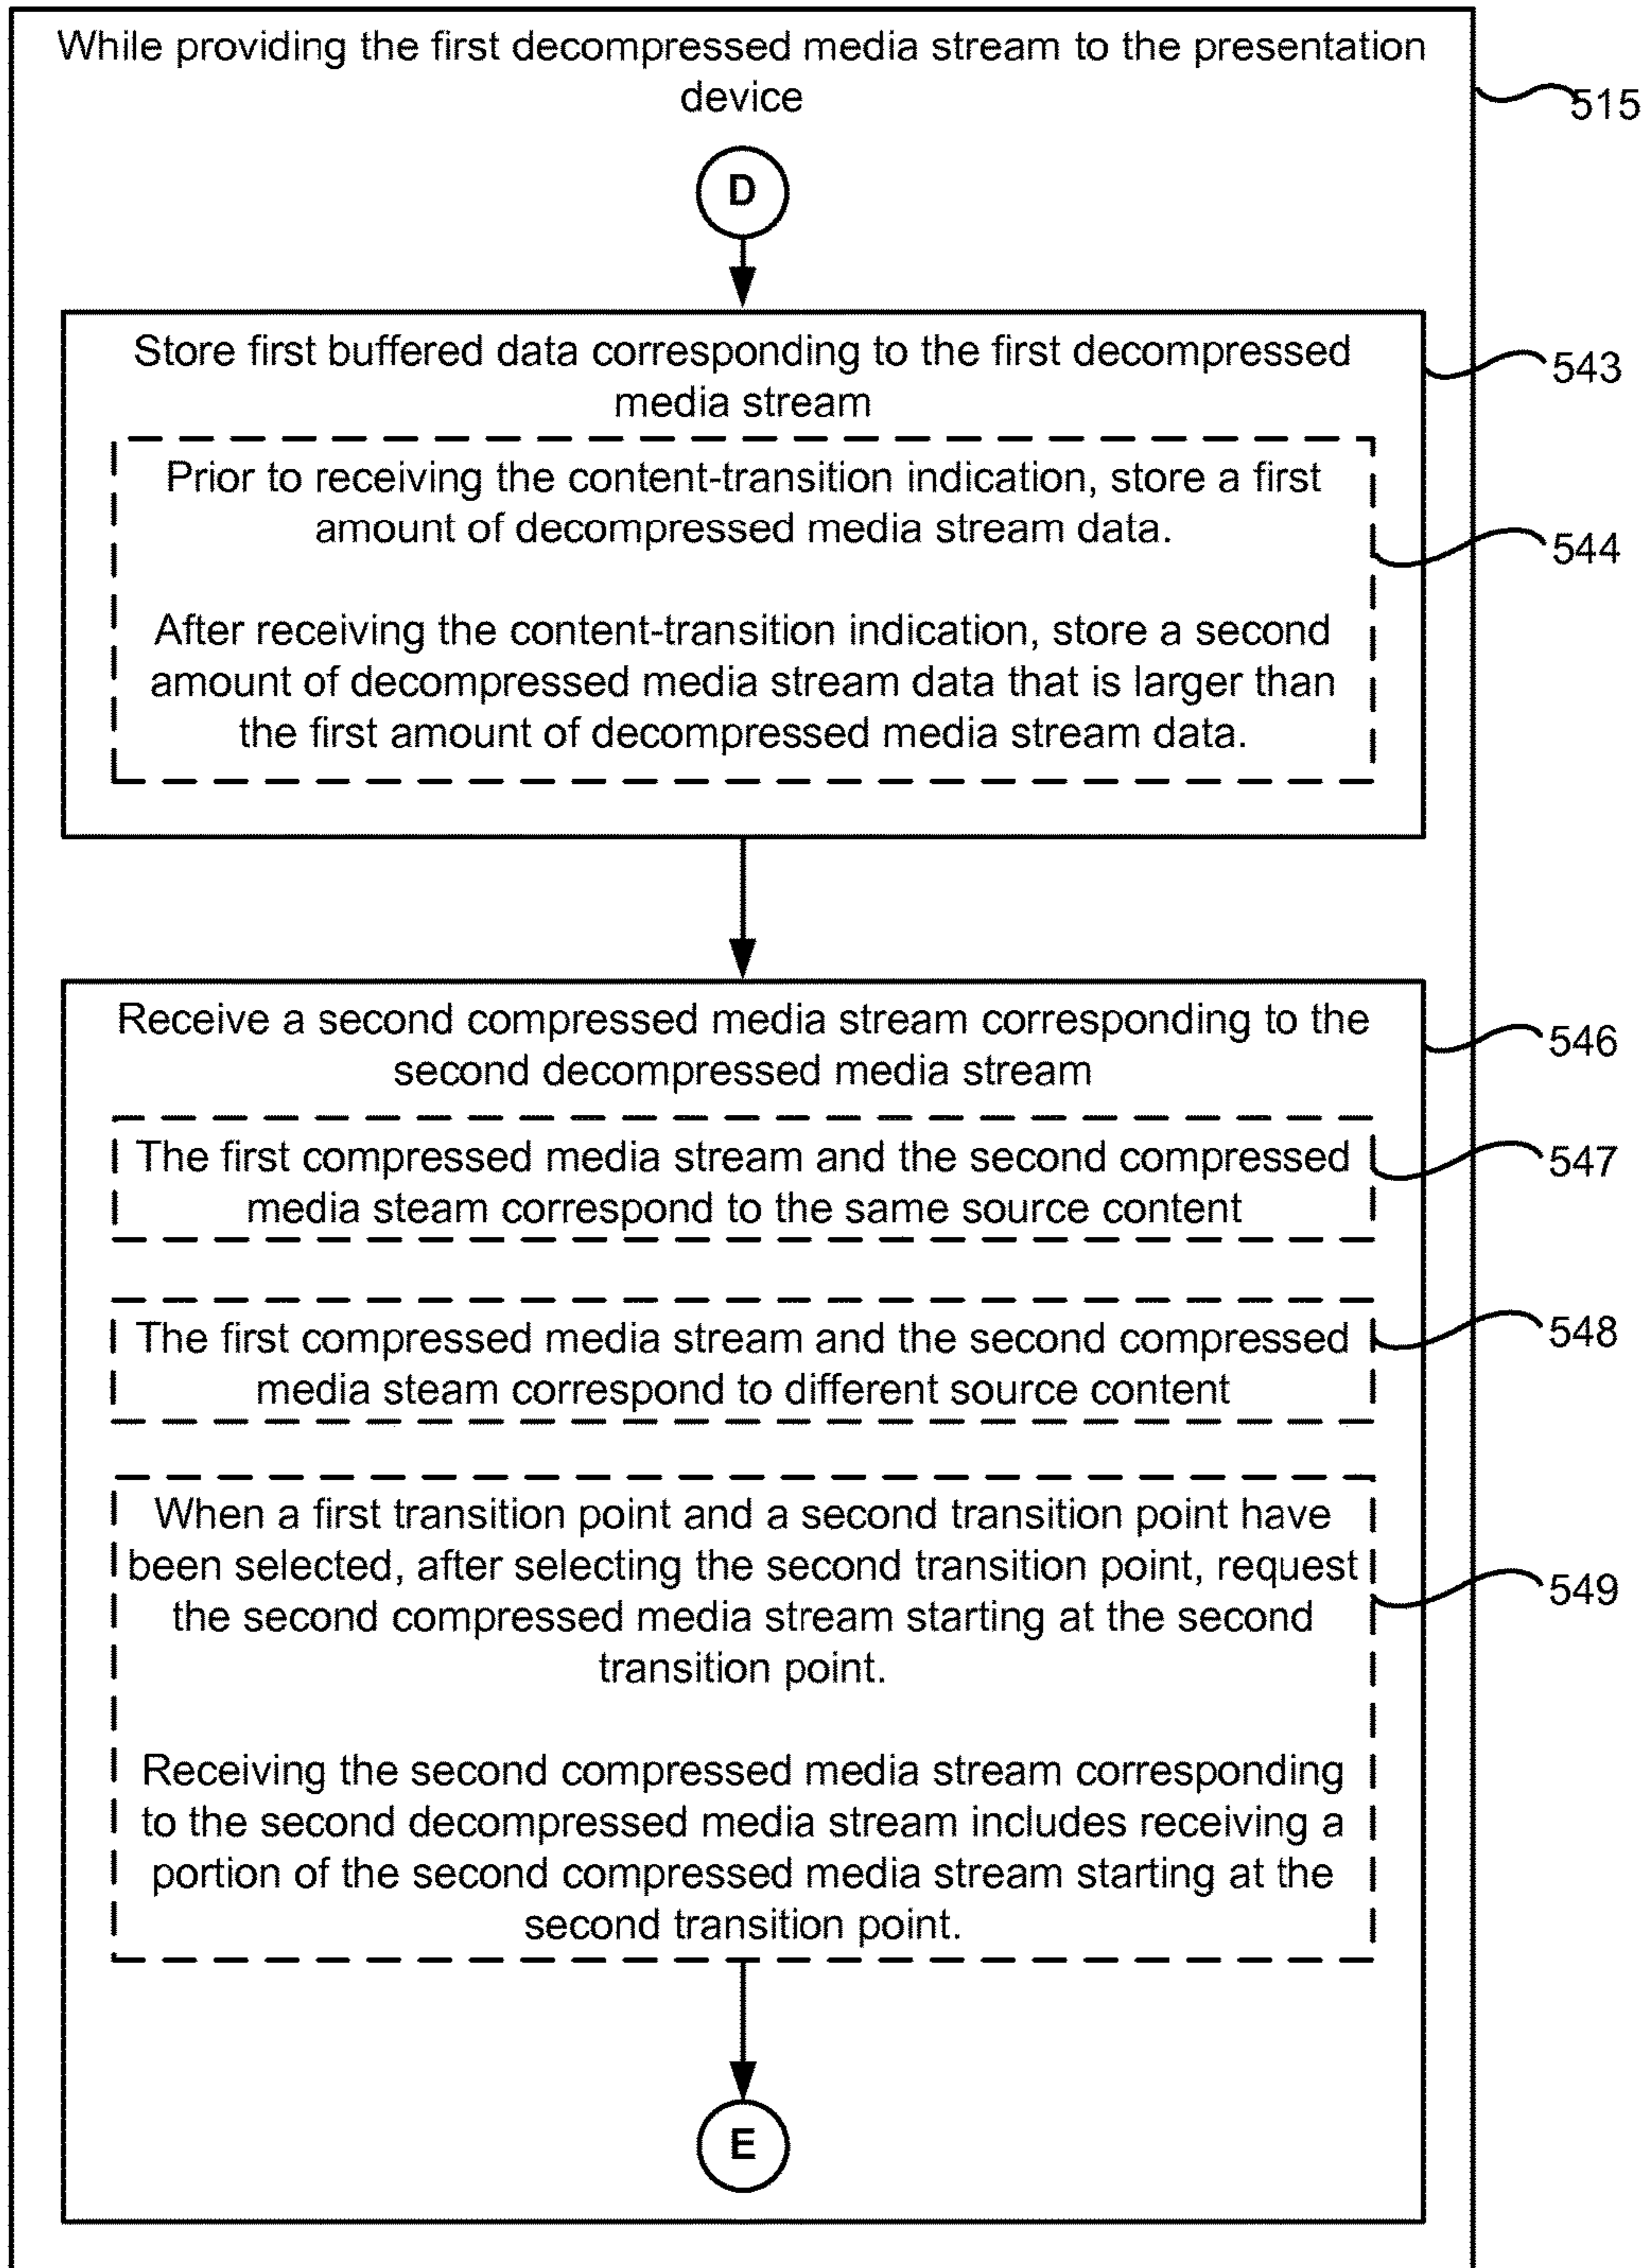 While providing the first decompressed media stream to the presentation
device
515
D
Store first buffered data corresponding to the first decompressed
media stream
543
Prior to receiving the content-transition indication, store a first
amount of decompressed media stream data.
544
After receiving the content-transition indication, store a second
amount of decompressed media stream data that is larger than
the first amount of decompressed media stream data.
Receive a second compressed media stream corresponding to the
second decompressed media stream
546
The first compressed media stream and the second compressed
media steam correspond to the same source content
547
The first compressed media stream and the second compressed
media steam correspond to different source content
548
When a first transition point and a second transition point have
been selected, after selecting the second transition point, request
the second compressed media stream starting at the second
transition point.
549
Receiving the second compressed media stream corresponding
to the second decompressed media stream includes receiving a
portion of the second compressed media stream starting at the
second transition point.
E